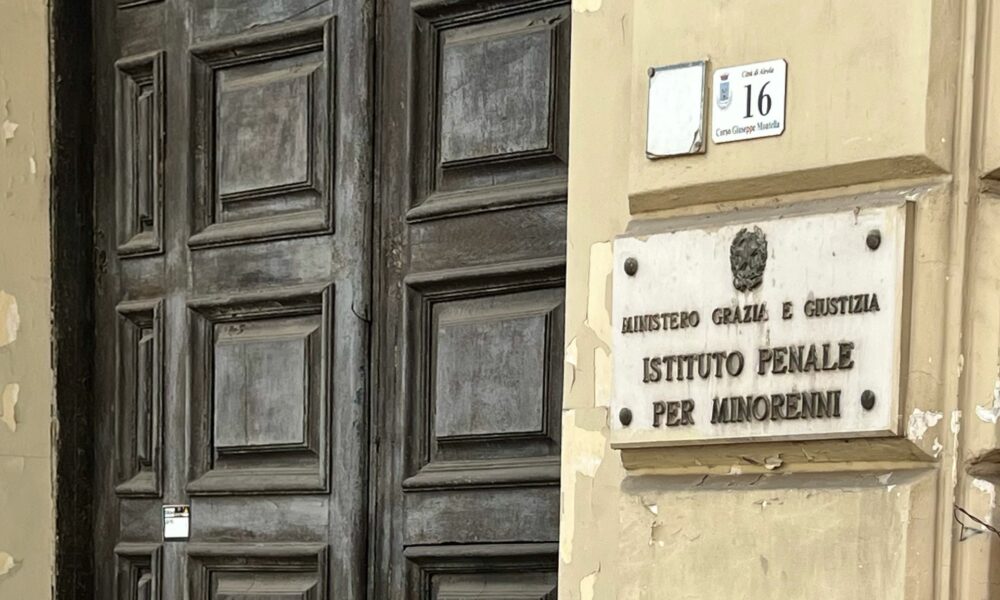 Città di Airola
16
Corso Giuseppe Montella
MINISTERO GRAZIA E GIUSTIZIA
ISTITUTO PENALE
PER MINORENNI